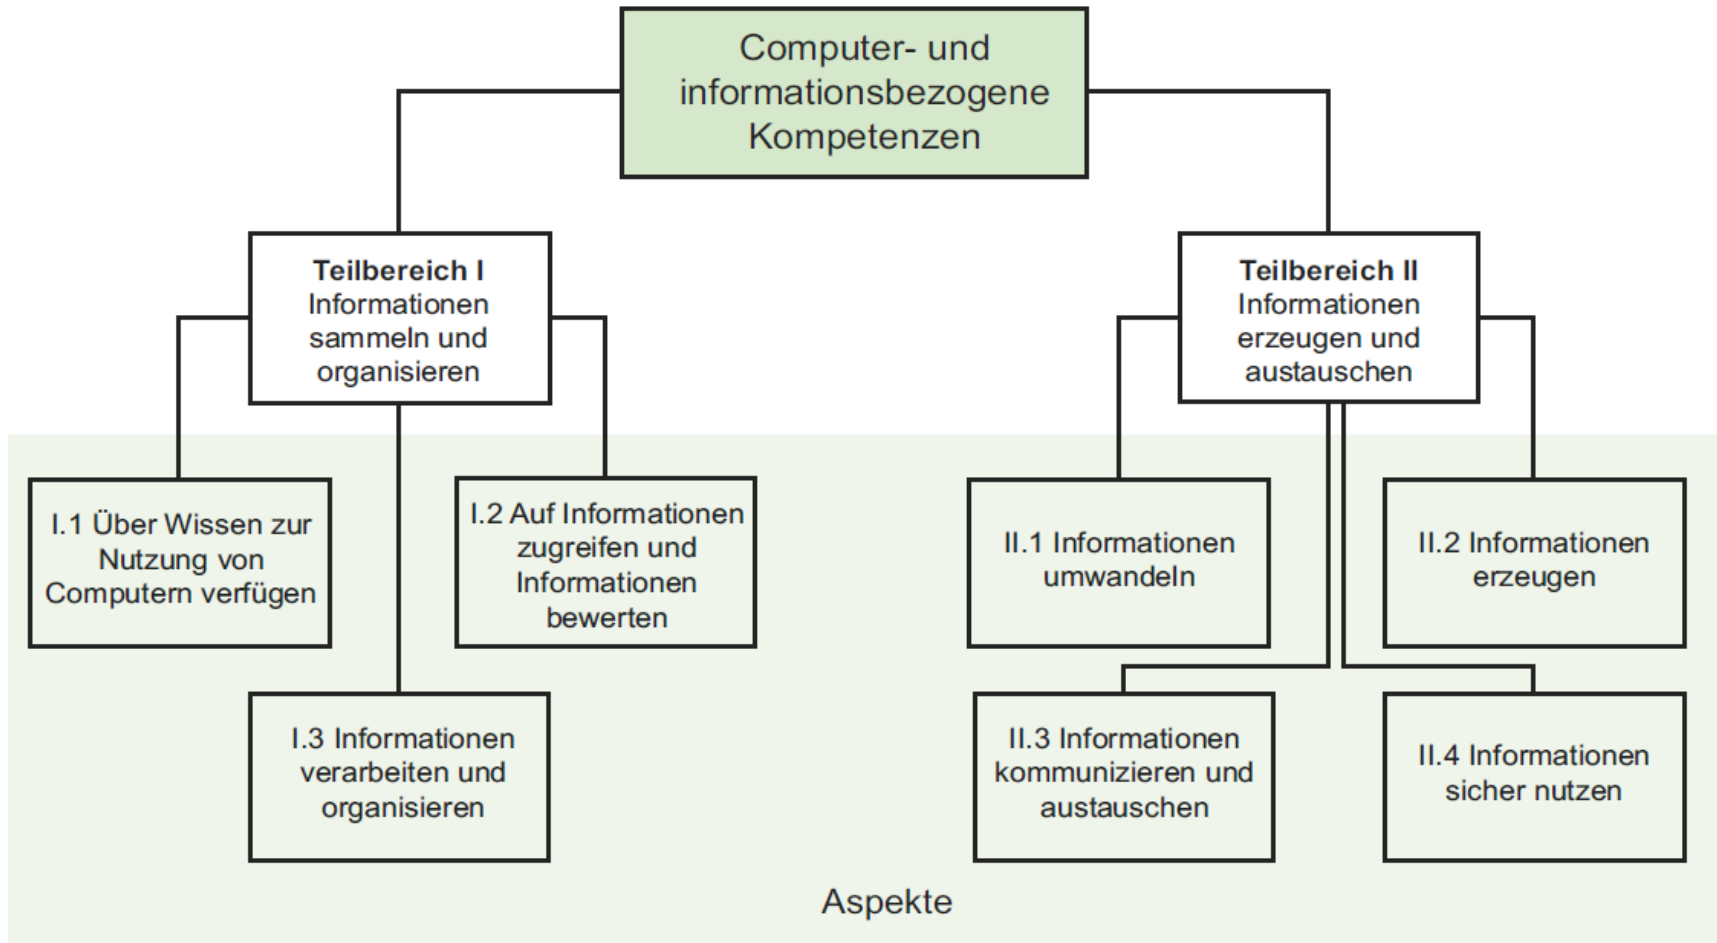 Computer- und
informationsbezogene
Kompetenzen
Teilbereich I
Informationen
sammeln und
organisieren
Teilbereich II
Informationen
erzeugen und
austauschen
I.1 Über Wissen zur
Nutzung von
Computern verfügen
I.2 Auf Informationen
zugreifen und
Informationen
bewerten
I.3 Informationen
verarbeiten und
organisieren
II.1 Informationen
umwandeln
II.2 Informationen
erzeugen
II.3 Informationen
kommunizieren und
austauschen
II.4 Informationen
sicher nutzen
Aspekte